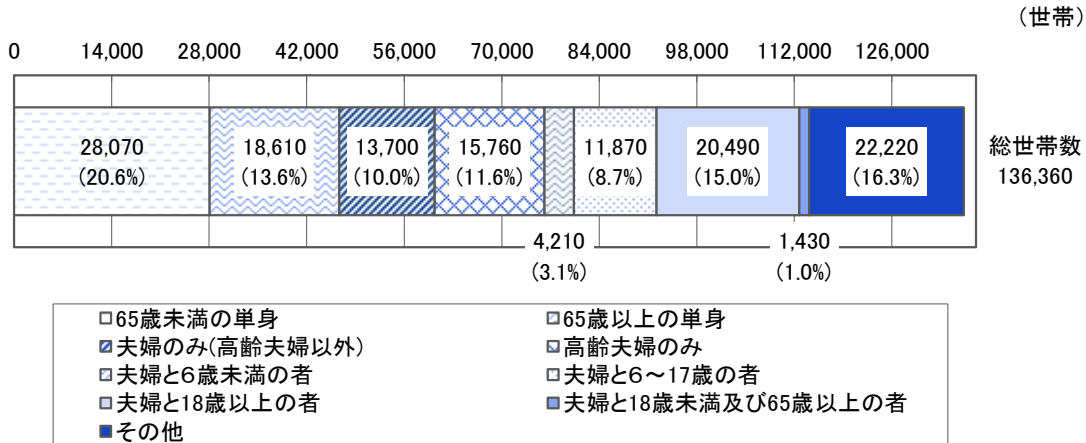 （世帯）
0 14,000 28,000 42,000 56,000 70,000 84,000 98,000 112,000 126,000
28,070 18,610 13,700 15,760 11,870 20,490 22,220
(20.6%) (13.6%) (10.0%) (11.6%) (8.7%) (15.0%) (16.3%)
総世帯数
136,360
4,210 1,430
(3.1%) (1.0%)
65歳未満の単身 65歳以上の単身
夫婦のみ(高齢夫婦以外) 高齢夫婦のみ
夫婦と６歳未満の者 夫婦と６～17歳の者
夫婦と18歳以上の者 夫婦と18歳未満及び65歳以上の者
その他